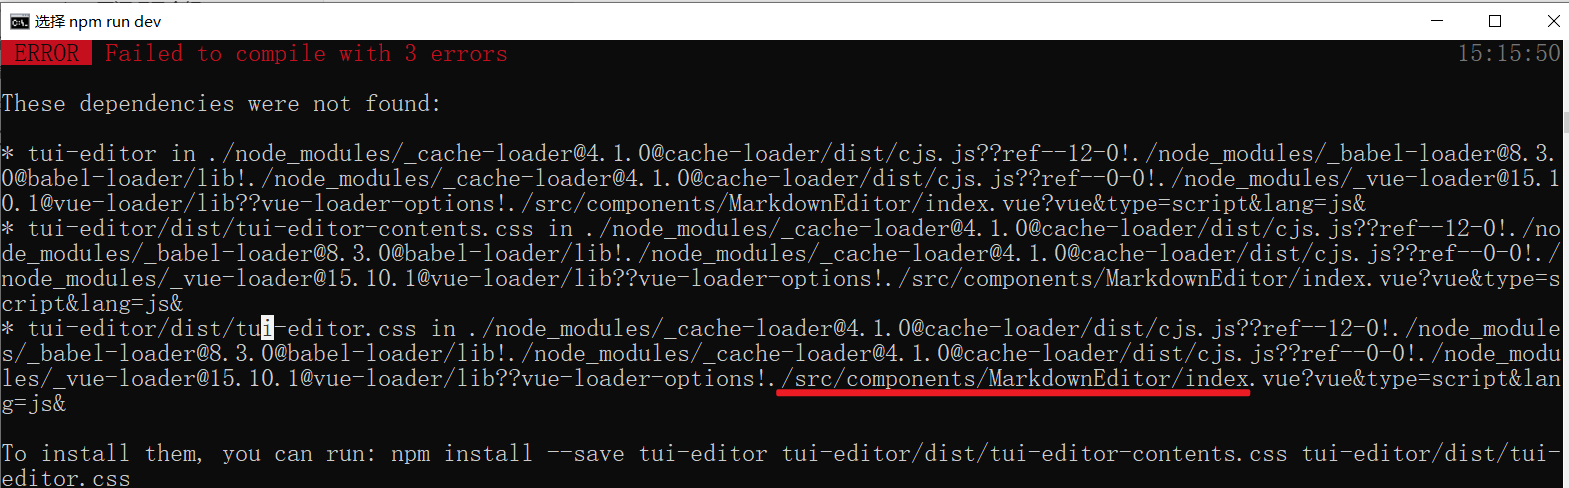 选择 npm run dev
ERROR Failed to compile with 3 errors 15:15:50
These dependencies were not found:
* tui-editor in ./node_modules/_cache-loader@4.1.0@cache-loader/dist/cjs.js??ref--12-0!./node_modules/_babel-loader@8.3.
0@babel-loader/lib!./node_modules/_cache-loader@4.1.0@cache-loader/dist/cjs.js??ref--0-0!./node_modules/_vue-loader@15.1
0.1@vue-loader/lib??vue-loader-options!./src/components/MarkdownEditor/index.vue?vue&type=script&lang=js&
* tui-editor/dist/tui-editor-contents.css in ./node_modules/_cache-loader@4.1.0@cache-loader/dist/cjs.js??ref--12-0!./no
de_modules/_babel-loader@8.3.0@babel-loader/lib!./node_modules/_cache-loader@4.1.0@cache-loader/dist/cjs.js??ref--0-0!./
node_modules/_vue-loader@15.10.1@vue-loader/lib??vue-loader-options!./src/components/MarkdownEditor/index.vue?vue&type=s
cript&lang=js&
* tui-editor/dist/tui-editor.css in ./node_modules/_cache-loader@4.1.0@cache-loader/dist/cjs.js??ref--12-0!./node_module
s/_babel-loader@8.3.0@babel-loader/lib!./node_modules/_cache-loader@4.1.0@cache-loader/dist/cjs.js??ref--0-0!./node_modu
les/_vue-loader@15.10.1@vue-loader/lib??vue-loader-options!./src/components/MarkdownEditor/index.vue?vue&type=script&lan
g=js&
To install them, you can run: npm install --save tui-editor tui-editor/dist/tui-editor-contents.css tui-editor/dist/tui-
editor.css